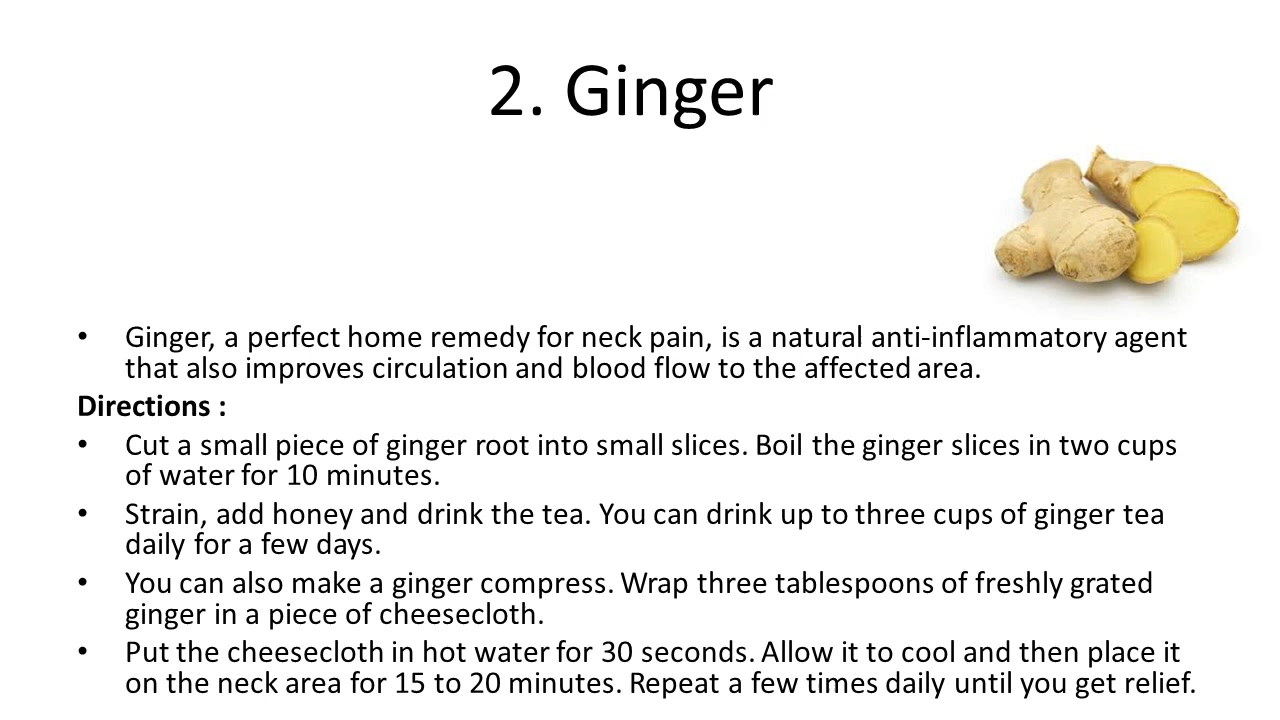 2. Ginger
• Ginger, a perfect home remedy for neck pain, is a natural anti-inflammatory agent
that also improves circulation and blood flow to the affected area.
Directions :
• Cut a small piece of ginger root into small slices. Boil the ginger slices in two cups
of water for 10 minutes.
• Strain, add honey and drink the tea. You can drink up to three cups of ginger tea
daily for a few days.
• You can also make a ginger compress. Wrap three tablespoons of freshly grated
ginger in a piece of cheesecloth.
• Put the cheesecloth in hot water for 30 seconds. Allow it to cool and then place it
on the neck area for 15 to 20 minutes. Repeat a few times daily until you get relief.